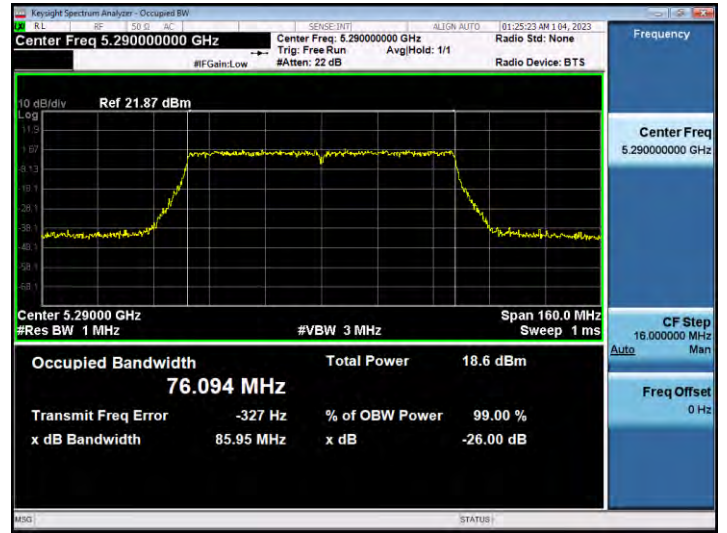 Keysight Spectrum Analyzer - Occupied BW
RL RF 50 Ω AC SENSE:INT ALIGN AUTO 01:25:23 AM 1 04, 2023
Center Freq 5.290000000 GHz
Center Freq: 5.290000000 GHz
Radio Std: None
Trig: Free Run Avg|Hold: 1/1
#IFGain:Low #Atten: 22 dB Radio Device: BTS
10 dB/div Ref 21.87 dBm
Log
11.9
1.87
-8.13
-18.1
-28.1
-38.1
-48.1
-58.1
-68.1
Center 5.29000 GHz Span 160.0 MHz
#Res BW 1 MHz #VBW 3 MHz Sweep 1 ms
Occupied Bandwidth Total Power 18.6 dBm
76.094 MHz
Transmit Freq Error -327 Hz % of OBW Power 99.00 %
x dB Bandwidth 85.95 MHz x dB -26.00 dB
Frequency
Center Freq
5.290000000 GHz
CF Step
16.000000 MHz
Auto Man
Freq Offset
0 Hz
MSG STATUS